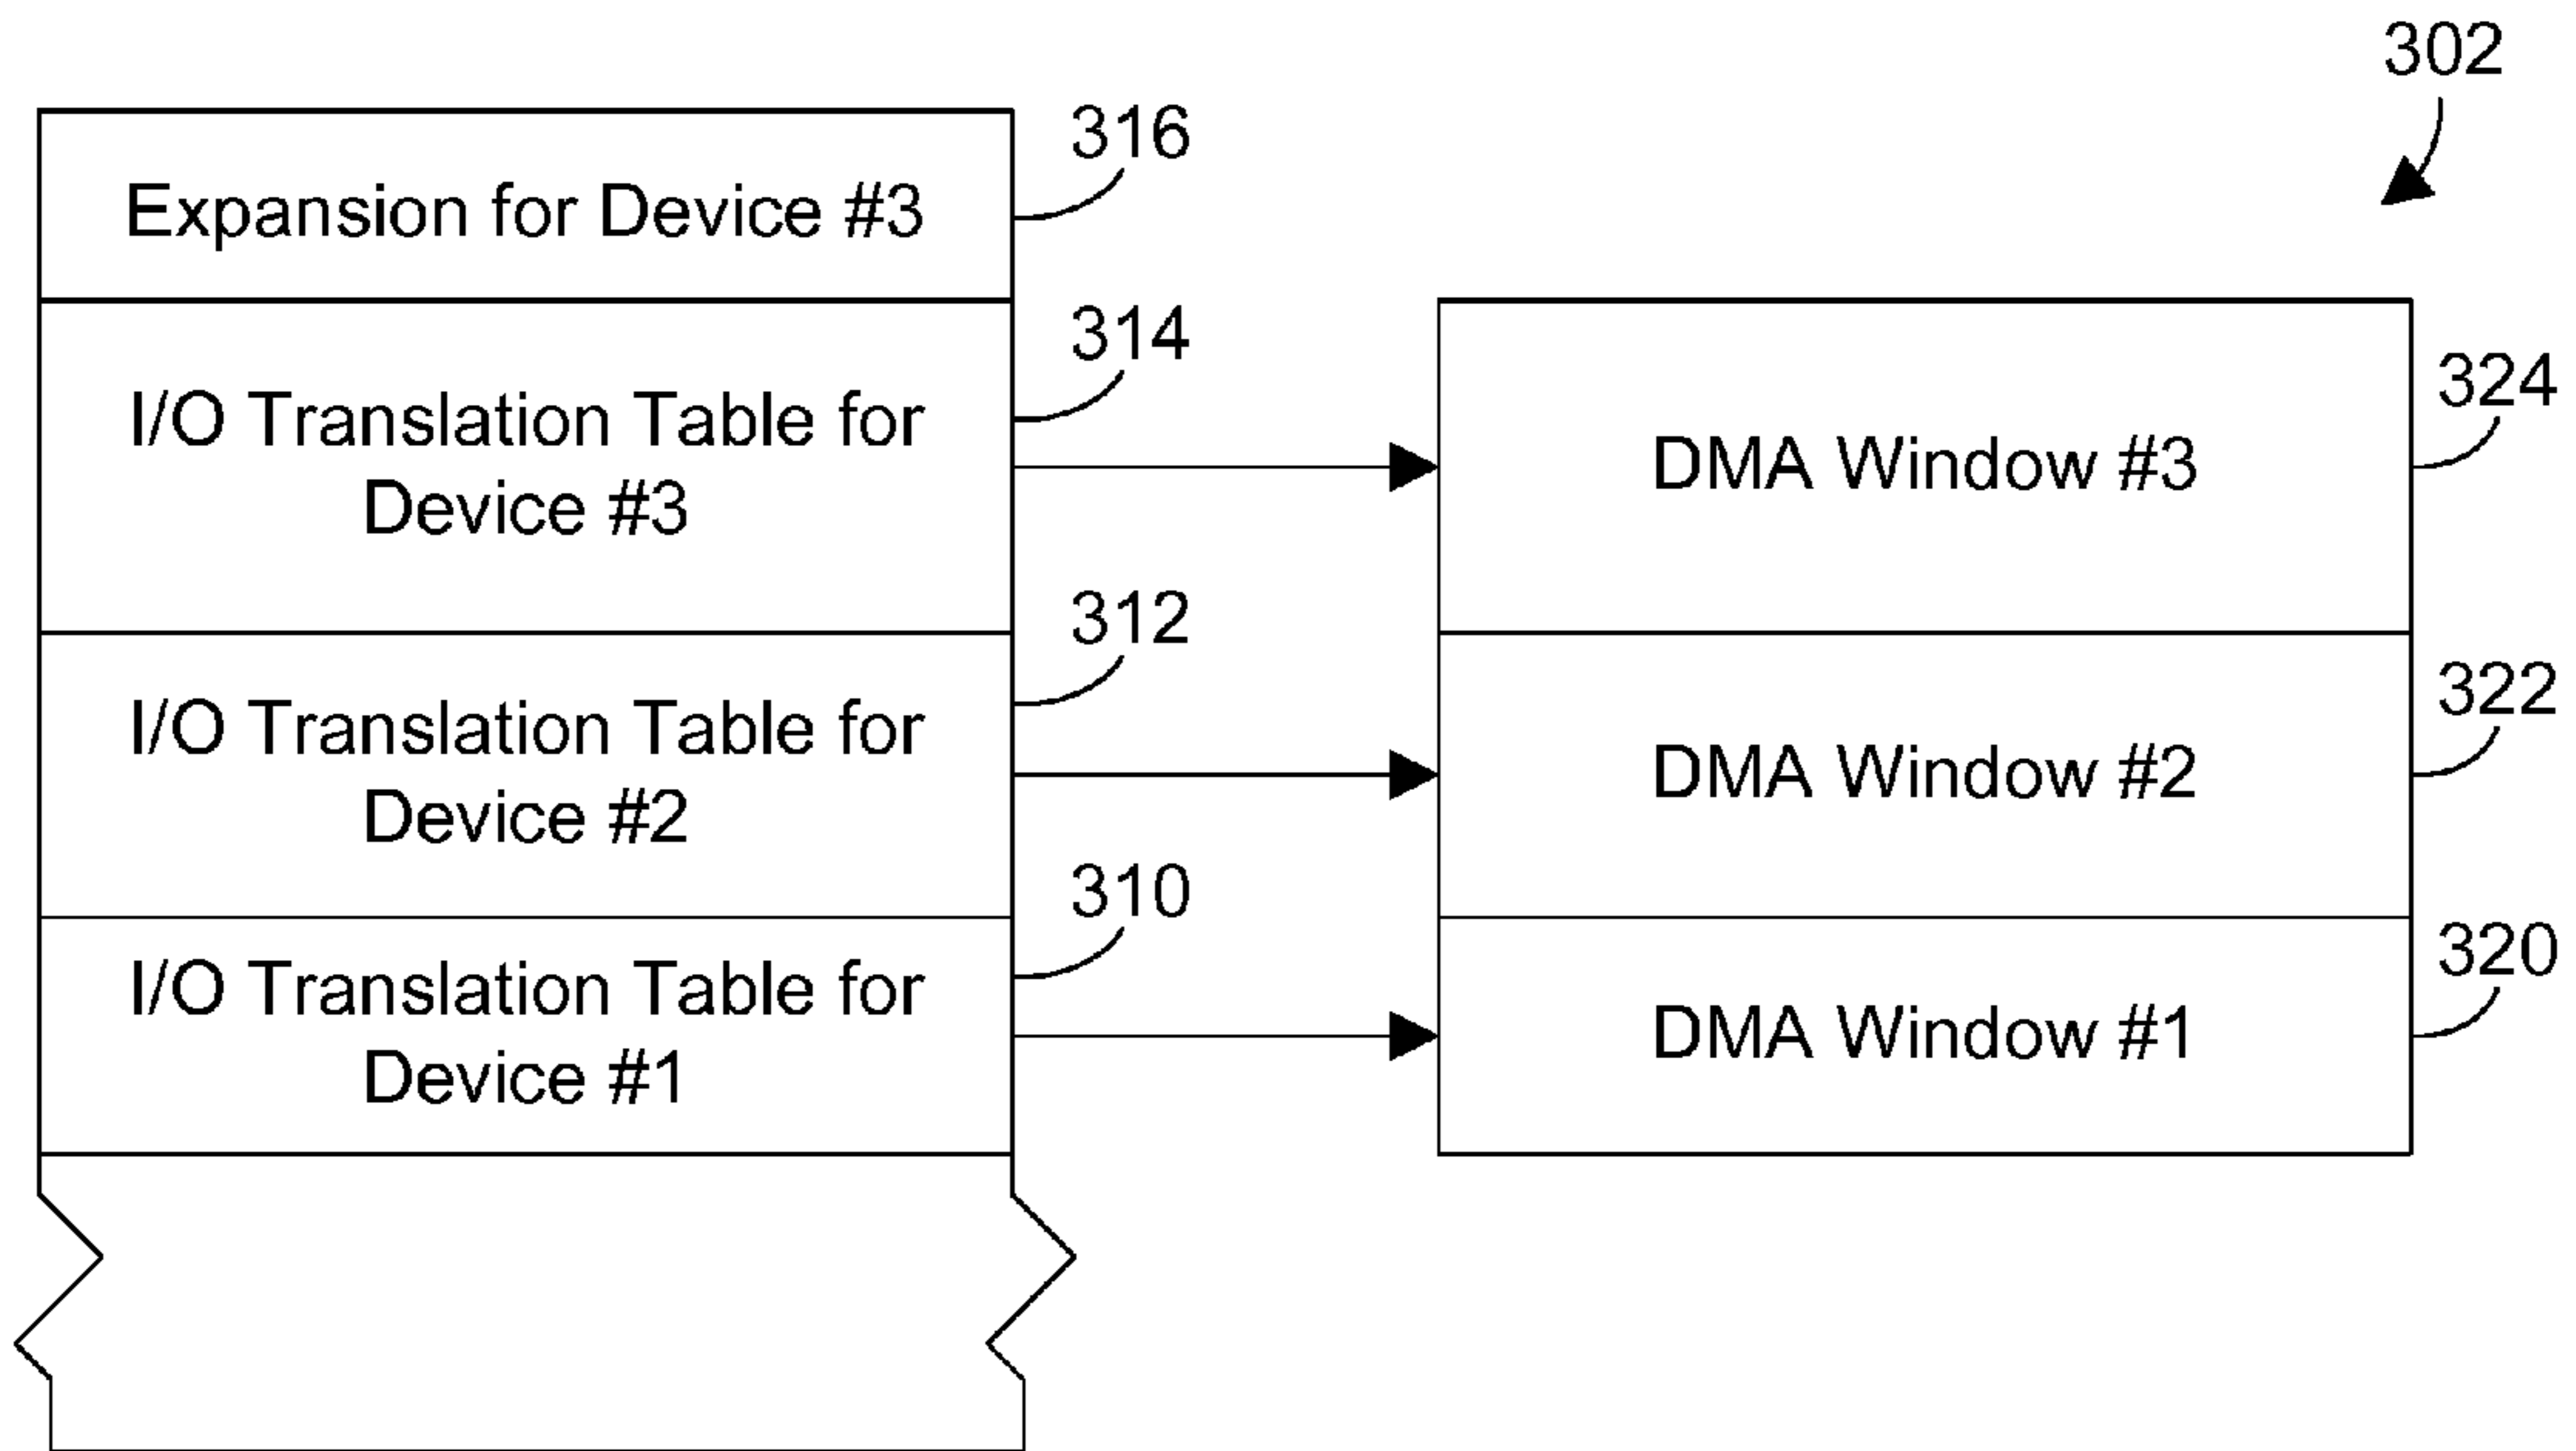 302
316
Expansion for Device #3
314
I/O Translation Table for
Device #3
324
DMA Window #3
312
I/O Translation Table for
Device #2
322
DMA Window #2
310
I/O Translation Table for
Device #1
320
DMA Window #1